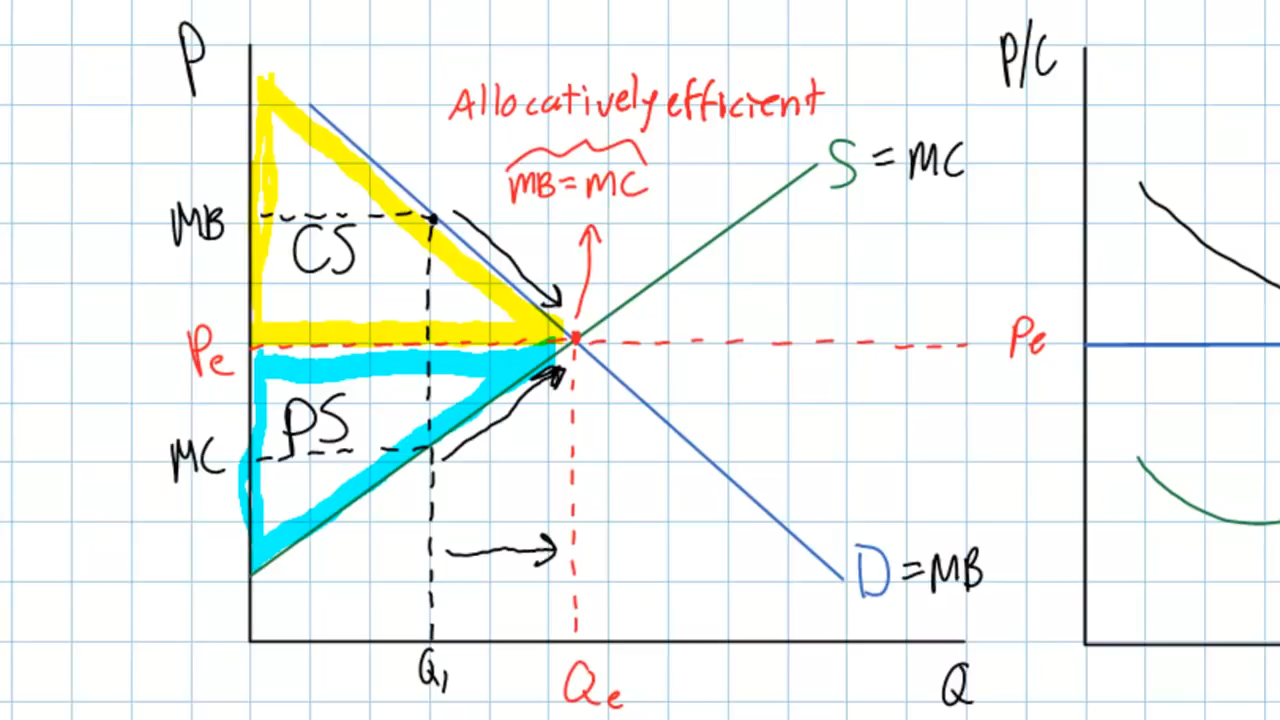 P
Allocatively efficient
MB = MC
S = MC
MB
CS
Pe
PS
MC
D = MB
Q1
Qe
Q
P/C
Pe